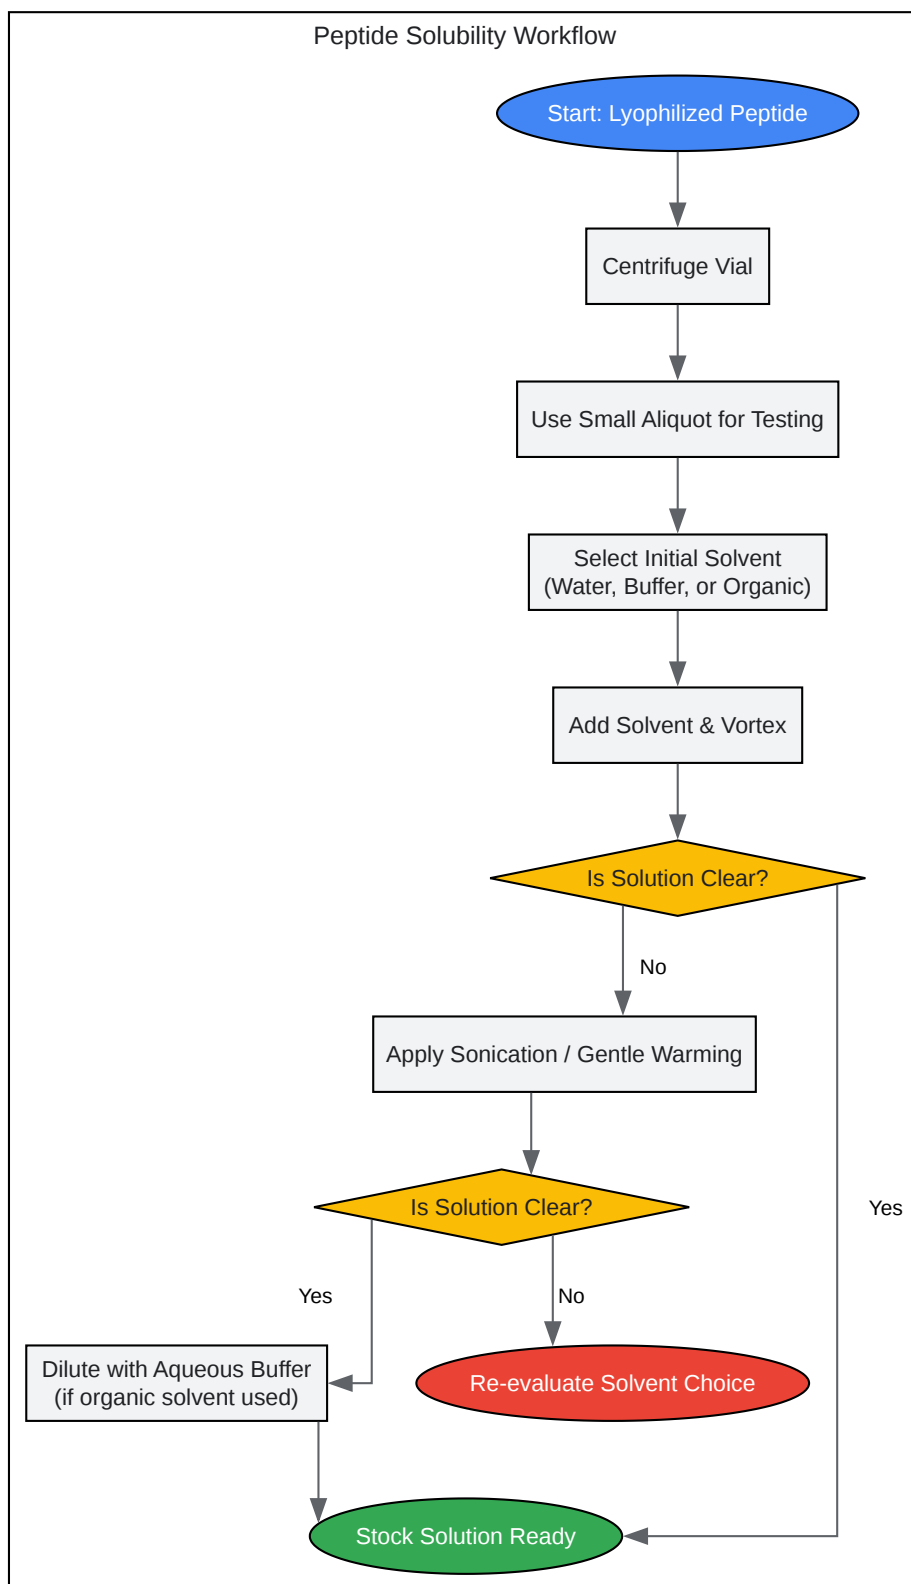 Peptide Solubility Workflow
Start: Lyophilized Peptide
Centrifuge Vial
Use Small Aliquot for Testing
Select Initial Solvent
(Water, Buffer, or Organic)
Add Solvent & Vortex
Is Solution Clear?
No
Apply Sonication / Gentle Warming
Is Solution Clear?
Yes
Yes
No
Dilute with Aqueous Buffer
(if organic solvent used)
Re-evaluate Solvent Choice
Stock Solution Ready